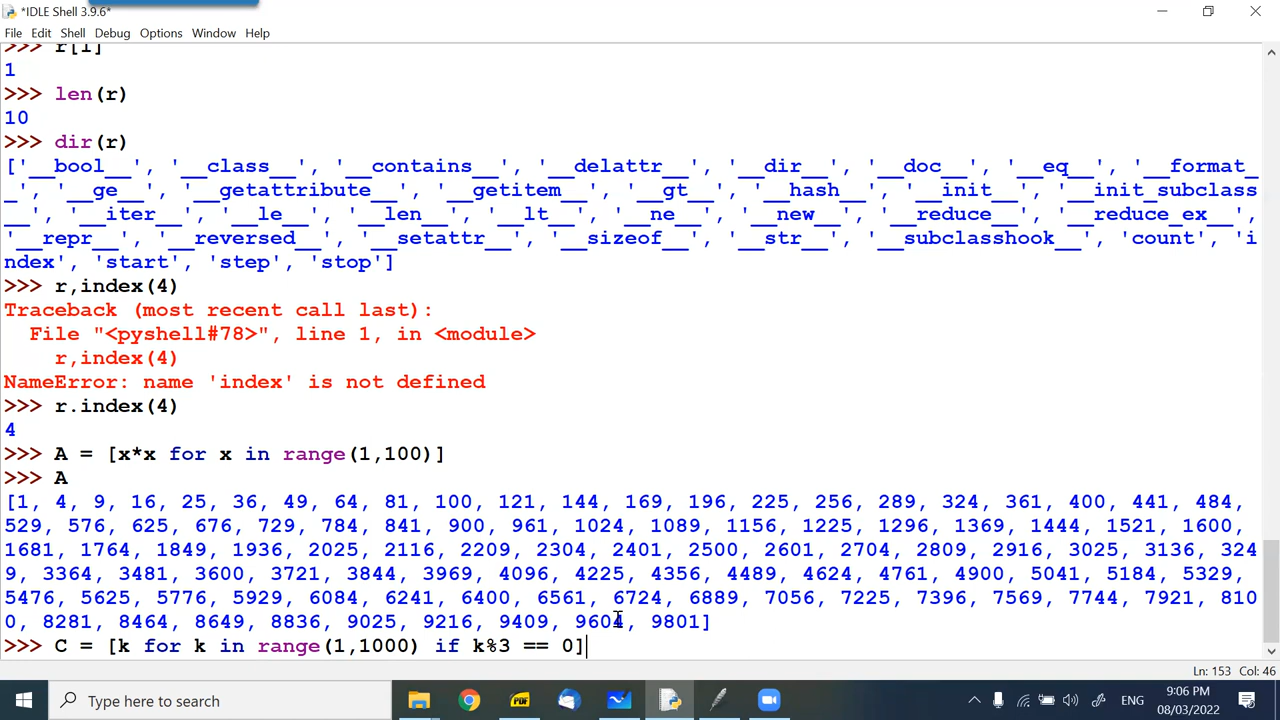 *IDLE Shell 3.9.6*
File Edit Shell Debug Options Window Help
>>> r[1]
1
>>> len(r)
10
>>> dir(r)
['__bool__', '__class__', '__contains__', '__delattr__', '__dir__', '__doc__', '__eq__', '__format_
_', '__ge__', '__getattribute__', '__getitem__', '__gt__', '__hash__', '__init__', '__init_subclass
__', '__iter__', '__le__', '__len__', '__lt__', '__ne__', '__new__', '__reduce__', '__reduce_ex__',
'__repr__', '__reversed__', '__setattr__', '__sizeof__', '__str__', '__subclasshook__', 'count', 'i
ndex', 'start', 'step', 'stop']
>>> r,index(4)
Traceback (most recent call last):
  File "<pyshell#78>", line 1, in <module>
    r,index(4)
NameError: name 'index' is not defined
>>> r.index(4)
4
>>> A = [x*x for x in range(1,100)]
>>> A
[1, 4, 9, 16, 25, 36, 49, 64, 81, 100, 121, 144, 169, 196, 225, 256, 289, 324, 361, 400, 441, 484,
529, 576, 625, 676, 729, 784, 841, 900, 961, 1024, 1089, 1156, 1225, 1296, 1369, 1444, 1521, 1600,
1681, 1764, 1849, 1936, 2025, 2116, 2209, 2304, 2401, 2500, 2601, 2704, 2809, 2916, 3025, 3136, 324
9, 3364, 3481, 3600, 3721, 3844, 3969, 4096, 4225, 4356, 4489, 4624, 4761, 4900, 5041, 5184, 5329,
5476, 5625, 5776, 5929, 6084, 6241, 6400, 6561, 6724, 6889, 7056, 7225, 7396, 7569, 7744, 7921, 810
0, 8281, 8464, 8649, 8836, 9025, 9216, 9409, 9604, 9801]
>>> C = [k for k in range(1,1000) if k%3 == 0]
Ln: 153 Col: 46
Type here to search
PDF
ENG
9:06 PM
08/03/2022